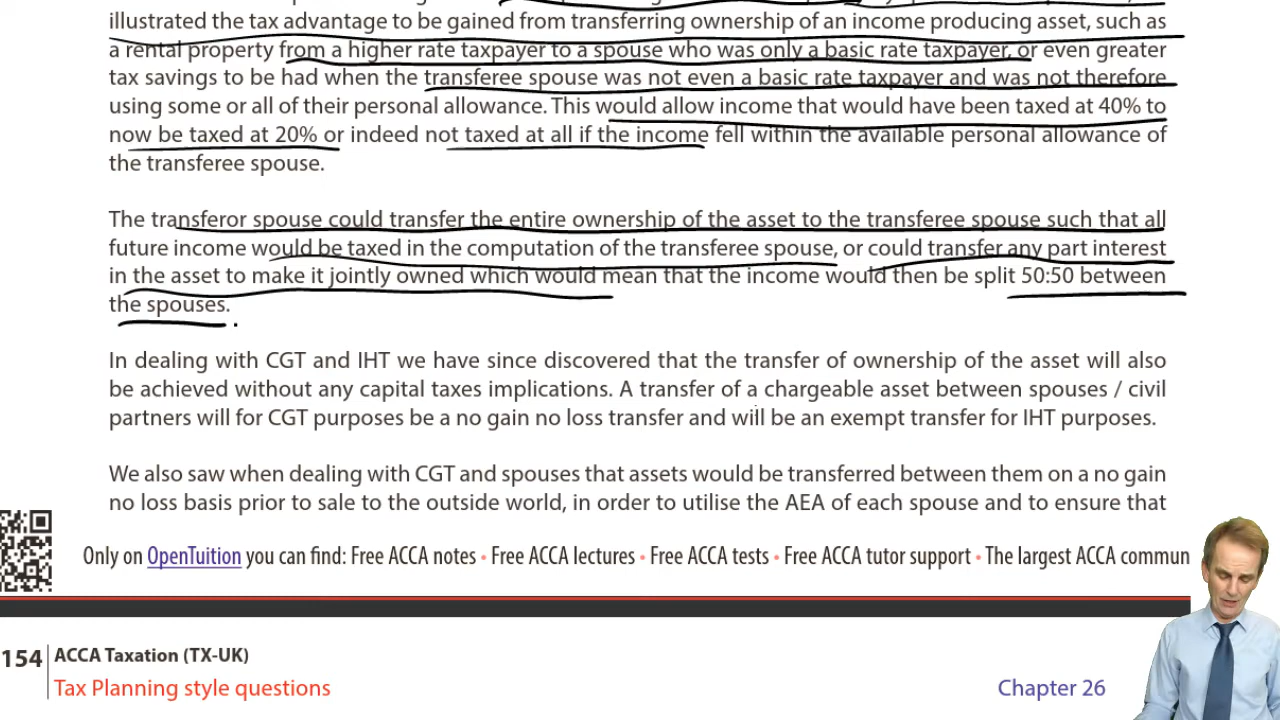 illustrated the tax advantage to be gained from transferring ownership of an income producing asset, such as
a rental property from a higher rate taxpayer to a spouse who was only a basic rate taxpayer, or even greater
tax savings to be had when the transferee spouse was not even a basic rate taxpayer and was not therefore
using some or all of their personal allowance. This would allow income that would have been taxed at 40% to
now be taxed at 20% or indeed not taxed at all if the income fell within the available personal allowance of
the transferee spouse.
The transferor spouse could transfer the entire ownership of the asset to the transferee spouse such that all
future income would be taxed in the computation of the transferee spouse, or could transfer any part interest
in the asset to make it jointly owned which would mean that the income would then be split 50:50 between
the spouses.
In dealing with CGT and IHT we have since discovered that the transfer of ownership of the asset will also
be achieved without any capital taxes implications. A transfer of a chargeable asset between spouses / civil
partners will for CGT purposes be a no gain no loss transfer and will be an exempt transfer for IHT purposes.
We also saw when dealing with CGT and spouses that assets would be transferred between them on a no gain
no loss basis prior to sale to the outside world, in order to utilise the AEA of each spouse and to ensure that
Only on OpenTuition you can find: Free ACCA notes • Free ACCA lectures • Free ACCA tests • Free ACCA tutor support • The largest ACCA commun
154 ACCA Taxation (TX-UK)
Tax Planning style questions Chapter 26